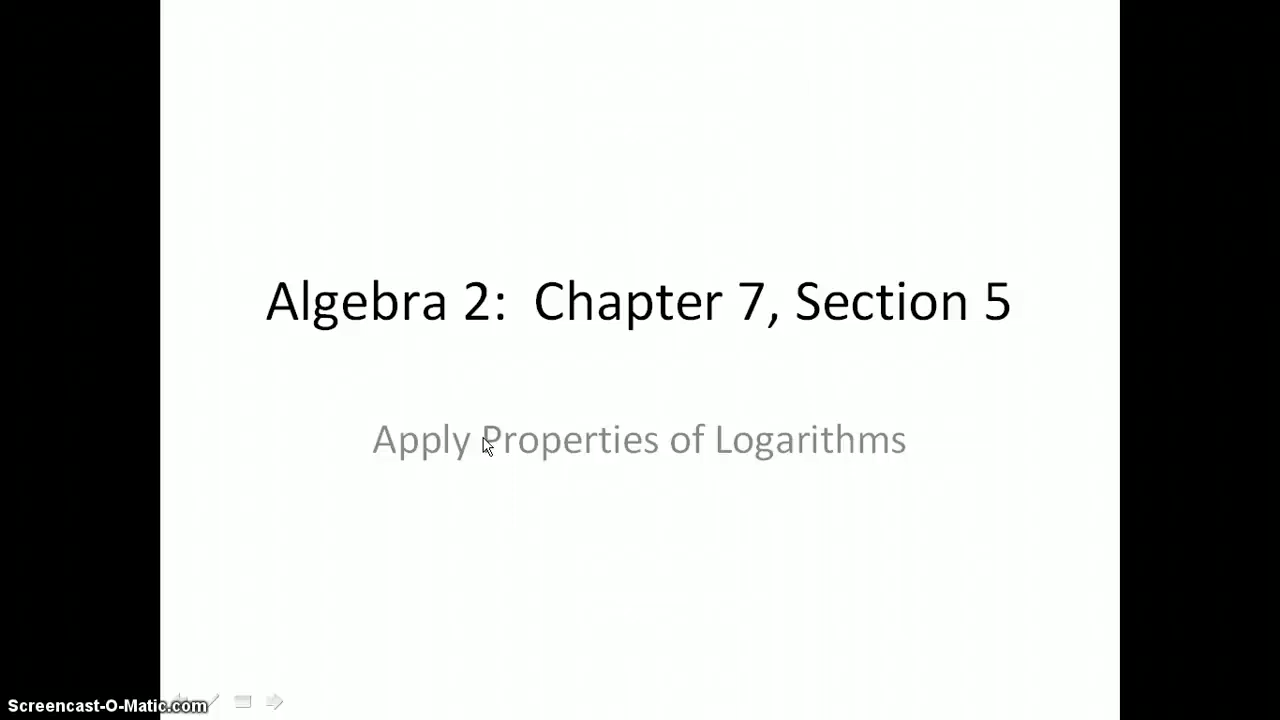 Algebra 2:  Chapter 7, Section 5
Apply Properties of Logarithms
Screencast-O-Matic.com